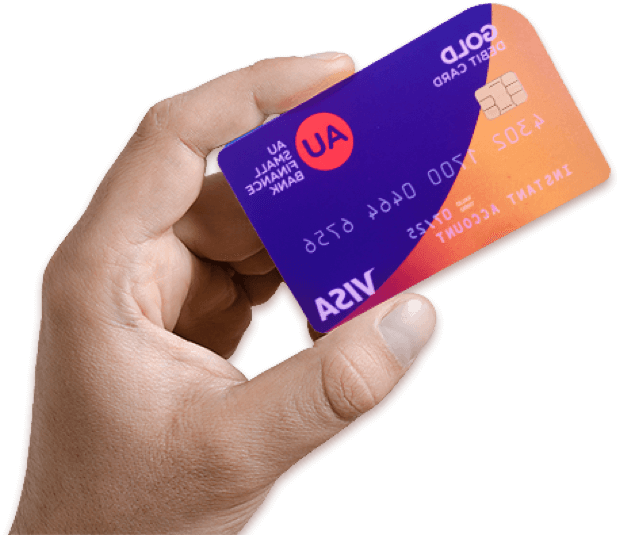 GOLD
DEBIT CARD
AU
AU
SMALL
FINANCE
BANK
4302 1700 0464 6756
07/25
INSTANT ACCOUNT
VISA